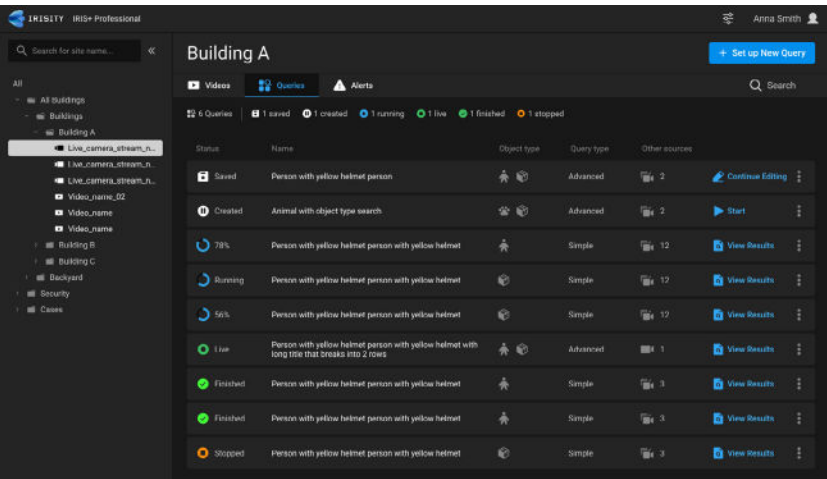 IRISITY IRIS+ Professional
Anna Smith
Search for site name...
Building A
+ Set up New Query
Videos
Queries
Alerts
Search
All
All Buildings
Buildings
Building A
Live_camera_stream_n...
Live_camera_stream_n...
Live_camera_stream_n...
Video_name_02
Video_name
Video_name
Building B
Building C
Backyard
Security
Cases
6 Queries 1 saved 1 created 1 running 1 live 1 finished 1 stopped
Status Name Object type Query type Other sources
Saved Person with yellow helmet person Advanced 2 Continue Editing
Created Animal with object type search Advanced 2 Start
78% Person with yellow helmet person with yellow helmet Simple 12 View Results
Running Person with yellow helmet person with yellow helmet Simple 12 View Results
56% Person with yellow helmet person with yellow helmet Simple 12 View Results
Live Person with yellow helmet person with yellow helmet with
long title that breaks into 2 rows Advanced 1 View Results
Finished Person with yellow helmet person with yellow helmet Simple 3 View Results
Finished Person with yellow helmet person with yellow helmet Simple 3 View Results
Stopped Person with yellow helmet person with yellow helmet Simple 3 View Results